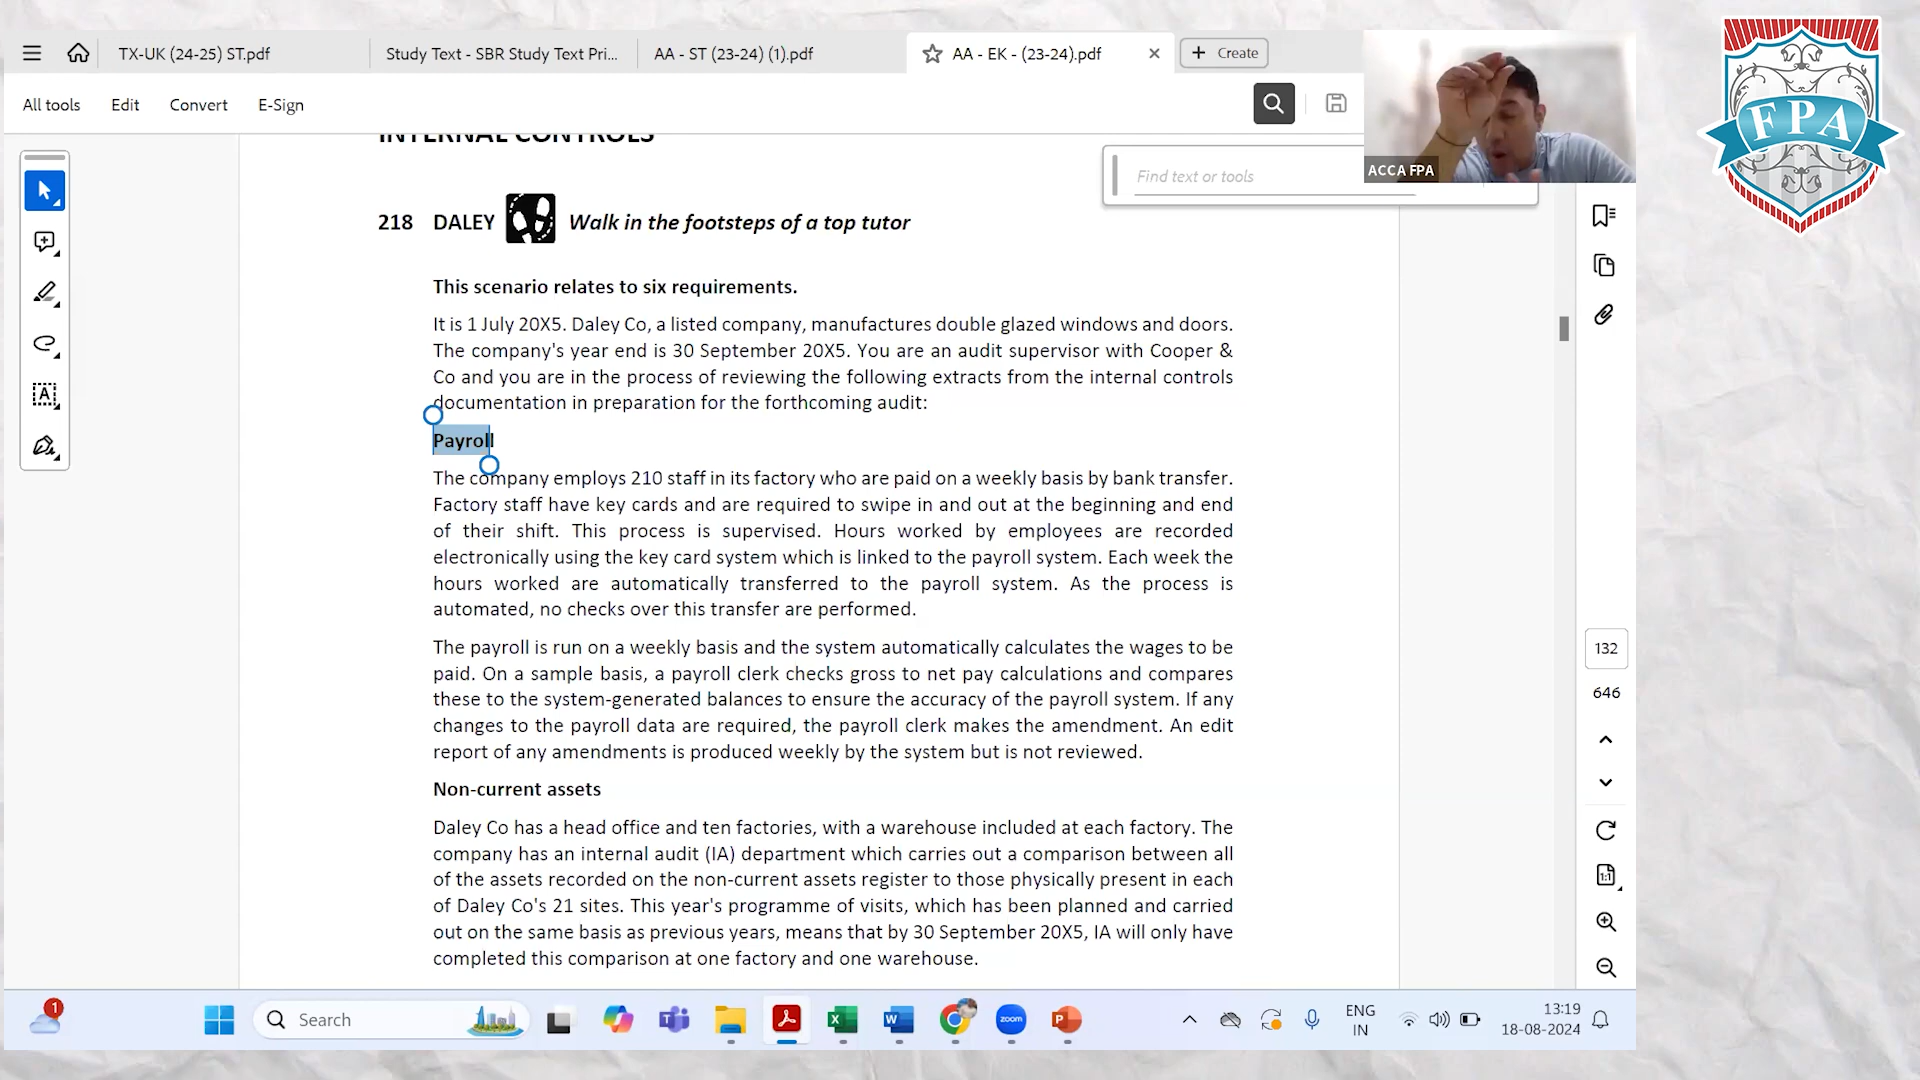 TX-UK (24-25) ST.pdf
Study Text - SBR Study Text Pri...
AA - ST (23-24) (1).pdf
AA - EK - (23-24).pdf
Create
All tools
Edit
Convert
E-Sign
Find text or tools
ACCA FPA
FPA
INTERNAL CONTROLS
218 DALEY Walk in the footsteps of a top tutor
This scenario relates to six requirements.
It is 1 July 20X5. Daley Co, a listed company, manufactures double glazed windows and doors.
The company's year end is 30 September 20X5. You are an audit supervisor with Cooper &
Co and you are in the process of reviewing the following extracts from the internal controls
documentation in preparation for the forthcoming audit:
Payroll
The company employs 210 staff in its factory who are paid on a weekly basis by bank transfer.
Factory staff have key cards and are required to swipe in and out at the beginning and end
of their shift. This process is supervised. Hours worked by employees are recorded
electronically using the key card system which is linked to the payroll system. Each week the
hours worked are automatically transferred to the payroll system. As the process is
automated, no checks over this transfer are performed.
The payroll is run on a weekly basis and the system automatically calculates the wages to be
paid. On a sample basis, a payroll clerk checks gross to net pay calculations and compares
these to the system-generated balances to ensure the accuracy of the payroll system. If any
changes to the payroll data are required, the payroll clerk makes the amendment. An edit
report of any amendments is produced weekly by the system but is not reviewed.
Non-current assets
Daley Co has a head office and ten factories, with a warehouse included at each factory. The
company has an internal audit (IA) department which carries out a comparison between all
of the assets recorded on the non-current assets register to those physically present in each
of Daley Co's 21 sites. This year's programme of visits, which has been planned and carried
out on the same basis as previous years, means that by 30 September 20X5, IA will only have
completed this comparison at one factory and one warehouse.
132
646
1:1
1
Search
zoom
ENG
IN
13:19
18-08-2024